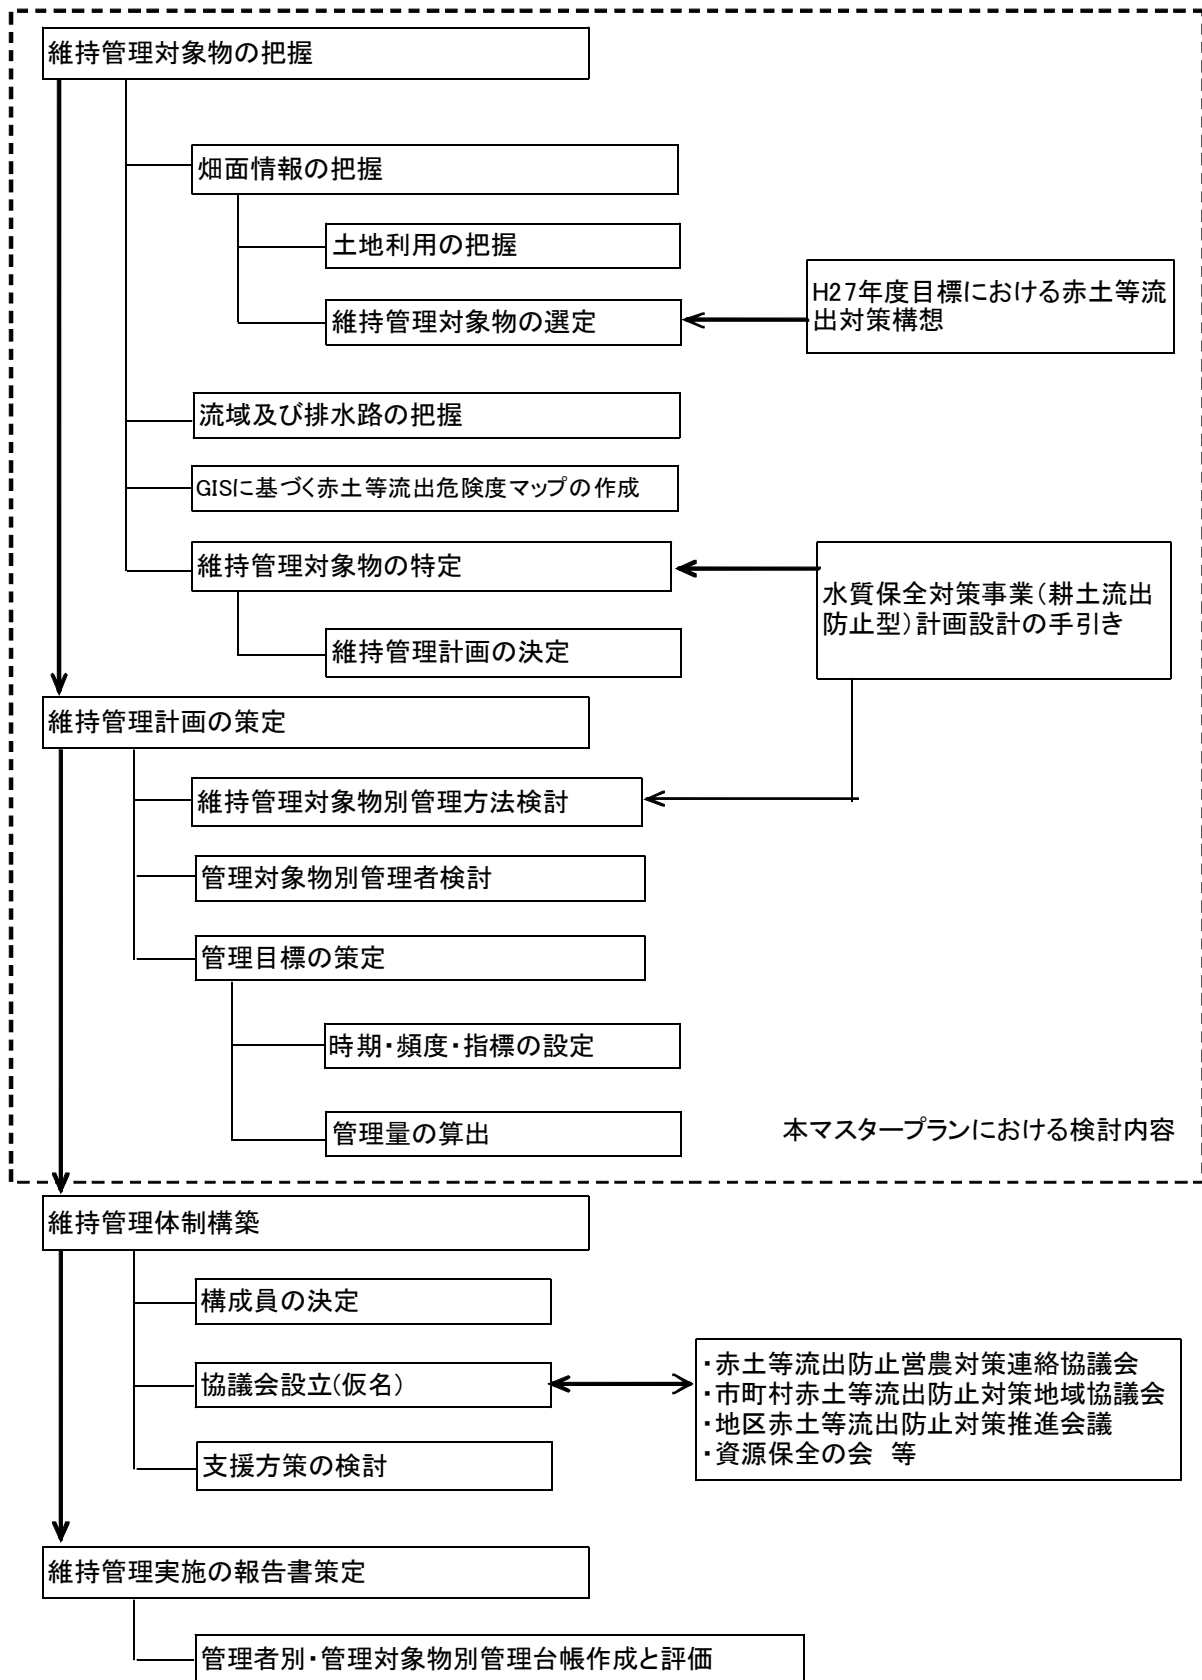 維持管理対象物の把握
畑面情報の把握
土地利用の把握
維持管理対象物の選定
H27年度目標における赤土等流
出対策構想
流域及び排水路の把握
GISに基づく赤土等流出危険度マップの作成
維持管理対象物の特定
水質保全対策事業(耕土流出
防止型)計画設計の手引き
維持管理計画の決定
維持管理計画の策定
維持管理対象物別管理方法検討
管理対象物別管理者検討
管理目標の策定
時期・頻度・指標の設定
管理量の算出
本マスタープランにおける検討内容
維持管理体制構築
構成員の決定
協議会設立(仮名)
・赤土等流出防止営農対策連絡協議会
・市町村赤土等流出防止対策地域協議会
・地区赤土等流出防止対策推進会議
・資源保全の会 等
支援方策の検討
維持管理実施の報告書策定
管理者別・管理対象物別管理台帳作成と評価